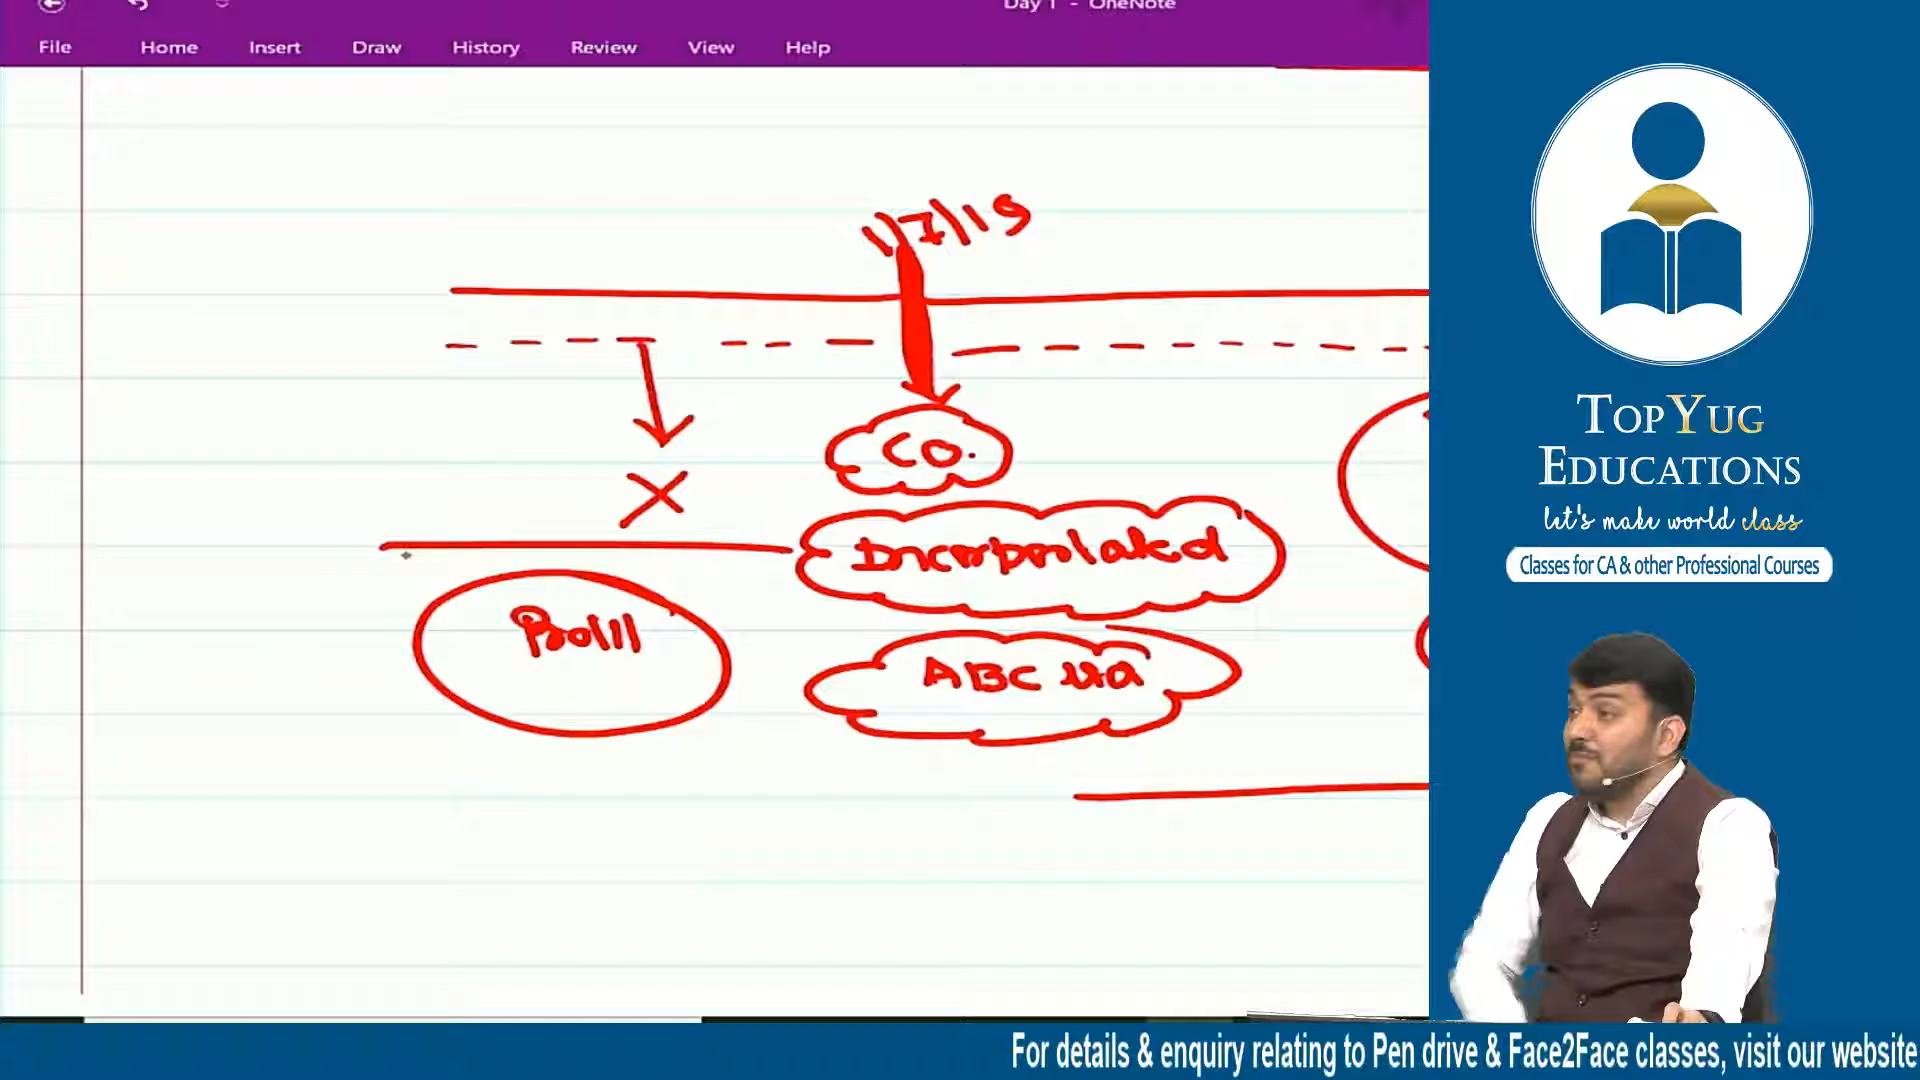 Day 1 - OneNote
File Home Insert Draw History Review View Help
1/7/19
CO.
Incorporated
ABC Ltd
TOPYUG
EDUCATIONS
let's make world class
Classes for CA & other Professional Courses
For details & enquiry relating to Pen drive & Face2Face classes, visit our website